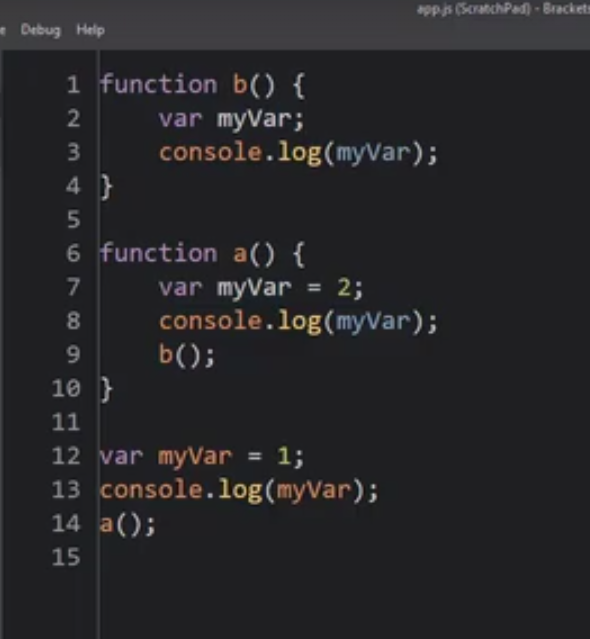 app.js (ScratchPad) - Brackets
Debug Help
1 function b() {
2     var myVar;
3     console.log(myVar);
4 }
5
6 function a() {
7     var myVar = 2;
8     console.log(myVar);
9     b();
10 }
11
12 var myVar = 1;
13 console.log(myVar);
14 a();
15